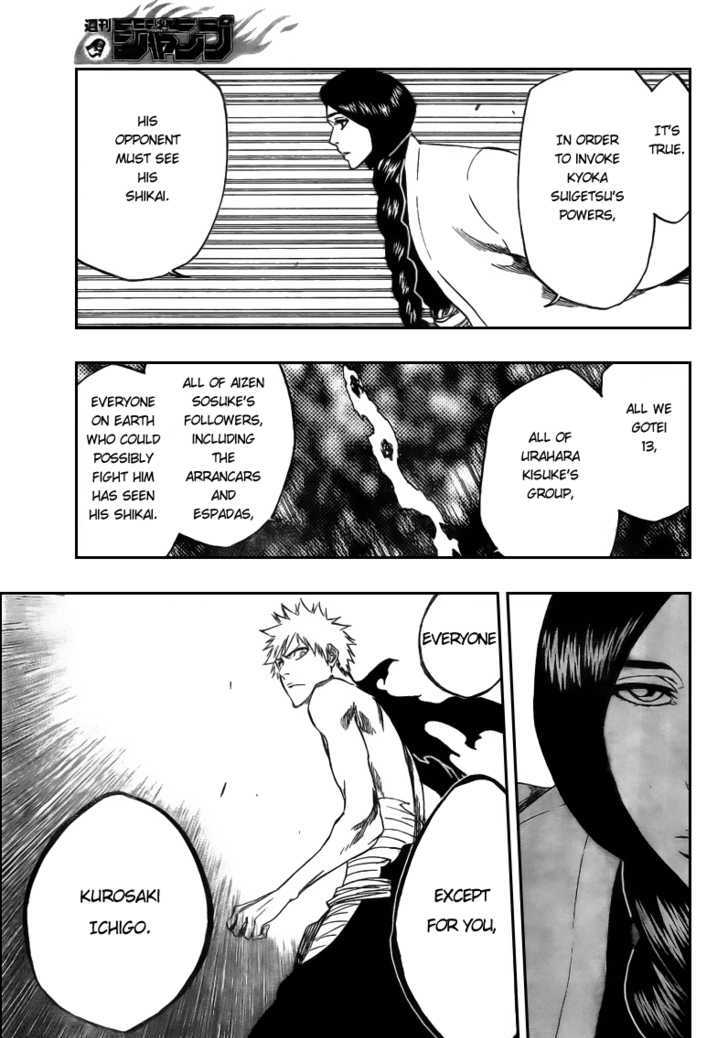 週刊
ジャンプ
IT'S
TRUE.
IN ORDER
TO INVOKE
KYOKA
SUIGETSU'S
POWERS,
HIS
OPPONENT
MUST SEE
HIS
SHIKAI.
ALL WE
GOTEI
13,
ALL OF
URAHARA
KISUKE'S
GROUP,
ALL OF AIZEN
SOSUKE'S
FOLLOWERS,
INCLUDING
THE
ARRANCARS
AND
ESPADAS,
EVERYONE
ON EARTH
WHO COULD
POSSIBLY
FIGHT HIM
HAS SEEN
HIS SHIKAI.
EVERYONE
EXCEPT
FOR YOU,
KUROSAKI
ICHIGO.